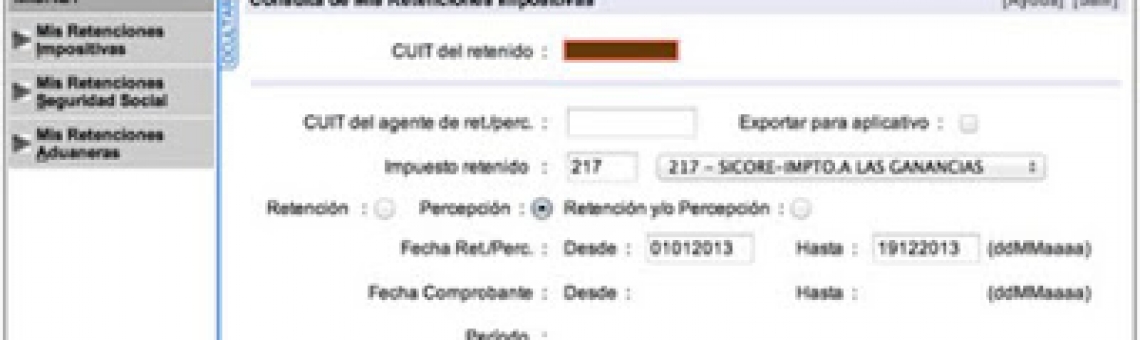 Consulta de Mis Retenciones Impositivas
[Ayuda] [Salir]
Mis Retenciones
Impositivas
Mis Retenciones
Seguridad Social
Mis Retenciones
Aduaneras
CUIT del retenido :
CUIT del agente de ret./perc. :
Exportar para aplicativo :
Impuesto retenido : 217 217 - SICORE-IMPTO.A LAS GANANCIAS
Retención : Percepción : Retención y/o Percepción :
Fecha Ret./Perc. : Desde : 01012013 Hasta : 19122013 (ddMMaaaa)
Fecha Comprobante : Desde : Hasta : (ddMMaaaa)
Período :